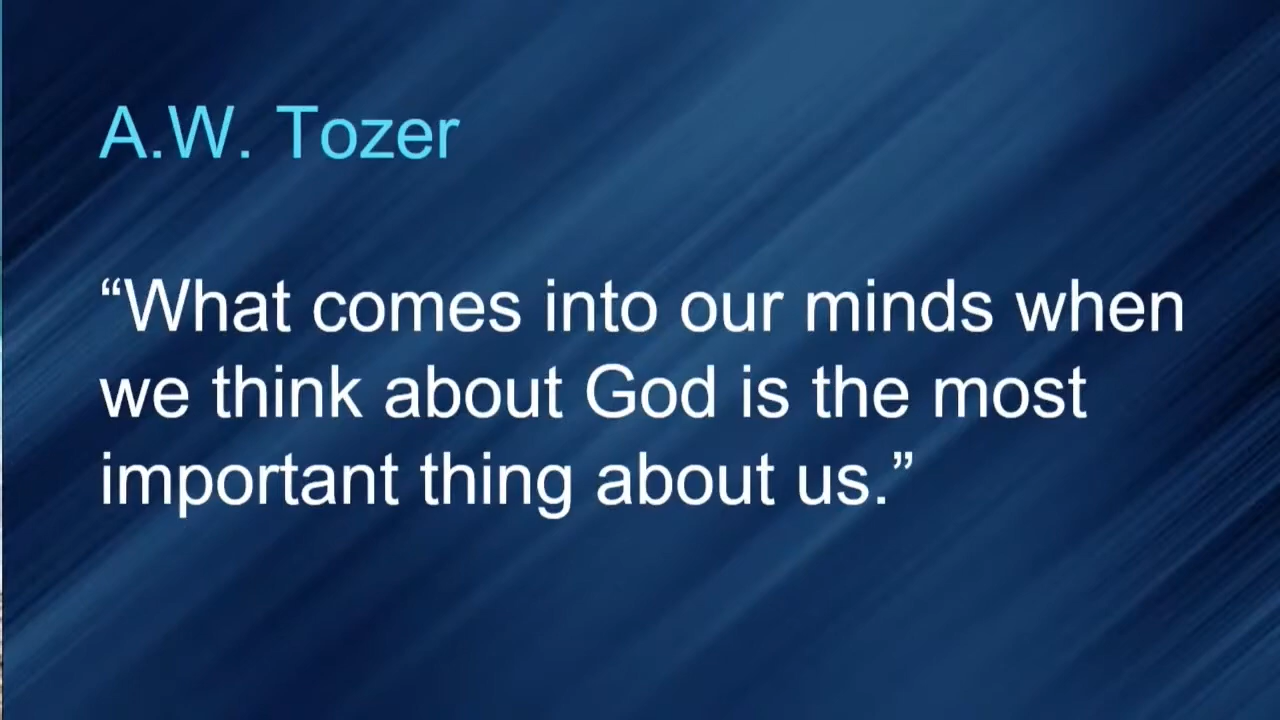 A.W. Tozer
“What comes into our minds when
we think about God is the most
important thing about us.”